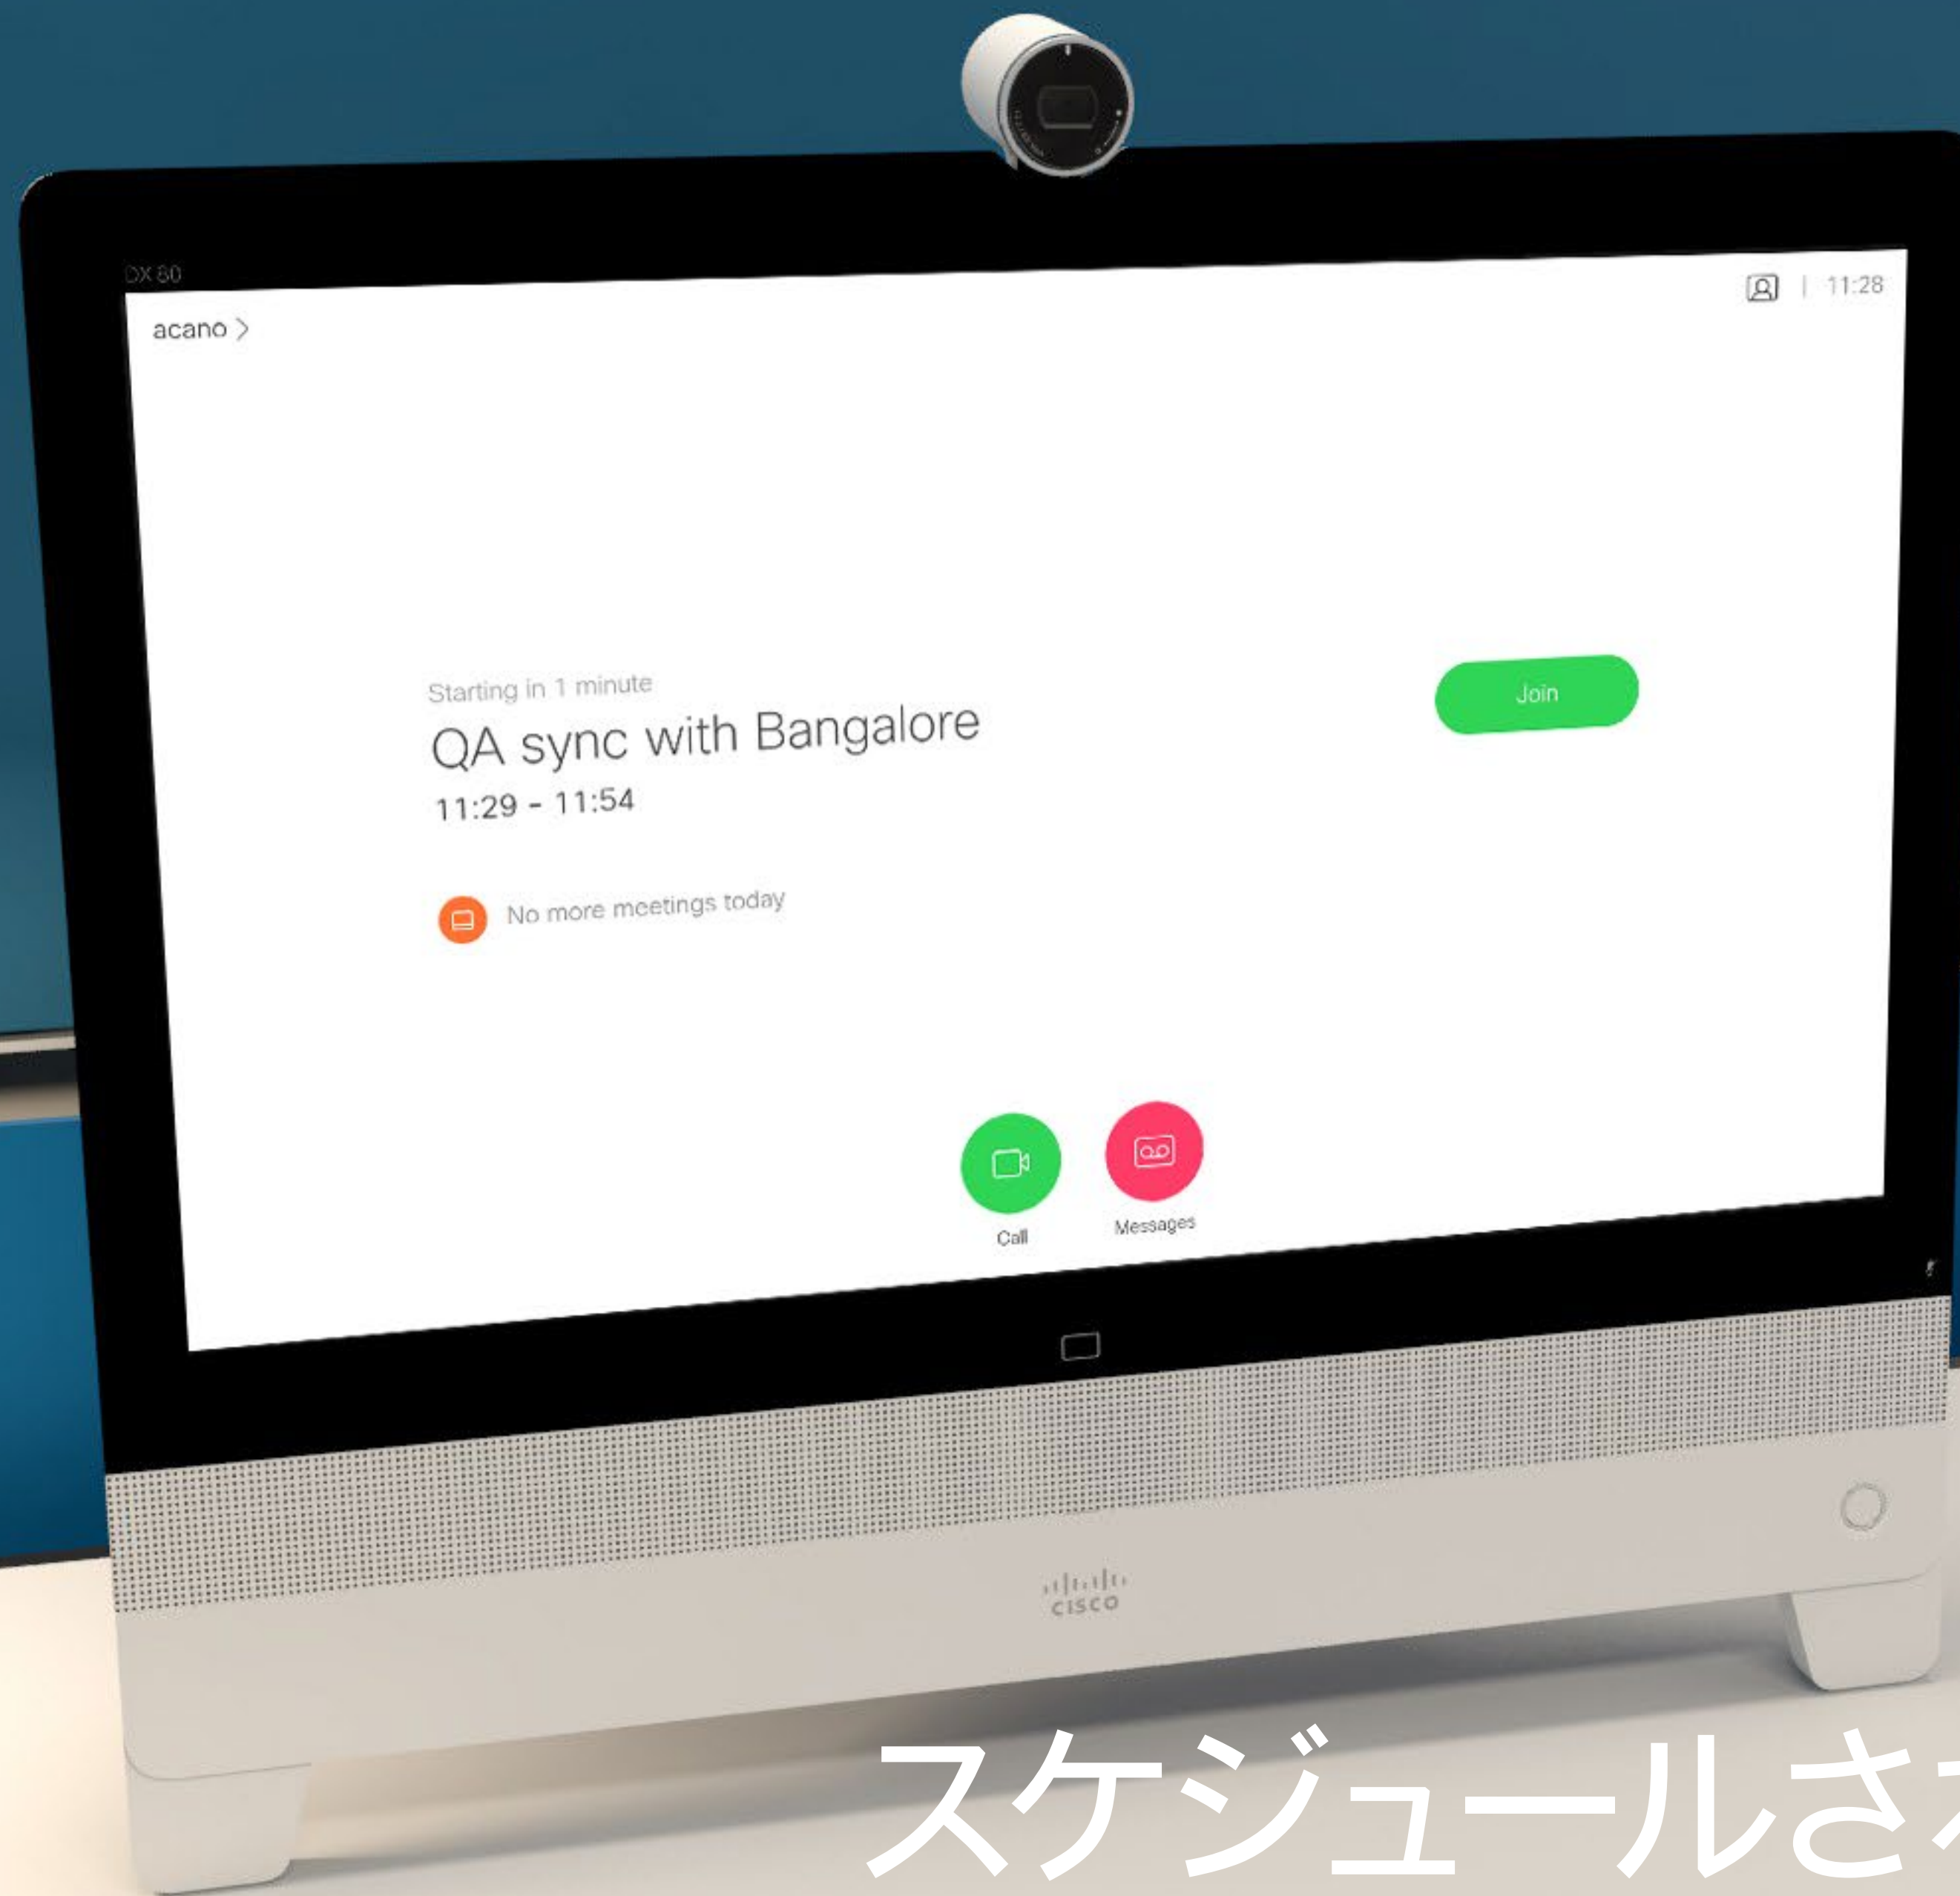 DX 80
acano >
11:28
Starting in 1 minute
QA sync with Bangalore
11:29 - 11:54
Join
No more meetings today
Call
Messages
CISCO
スケジュールさ